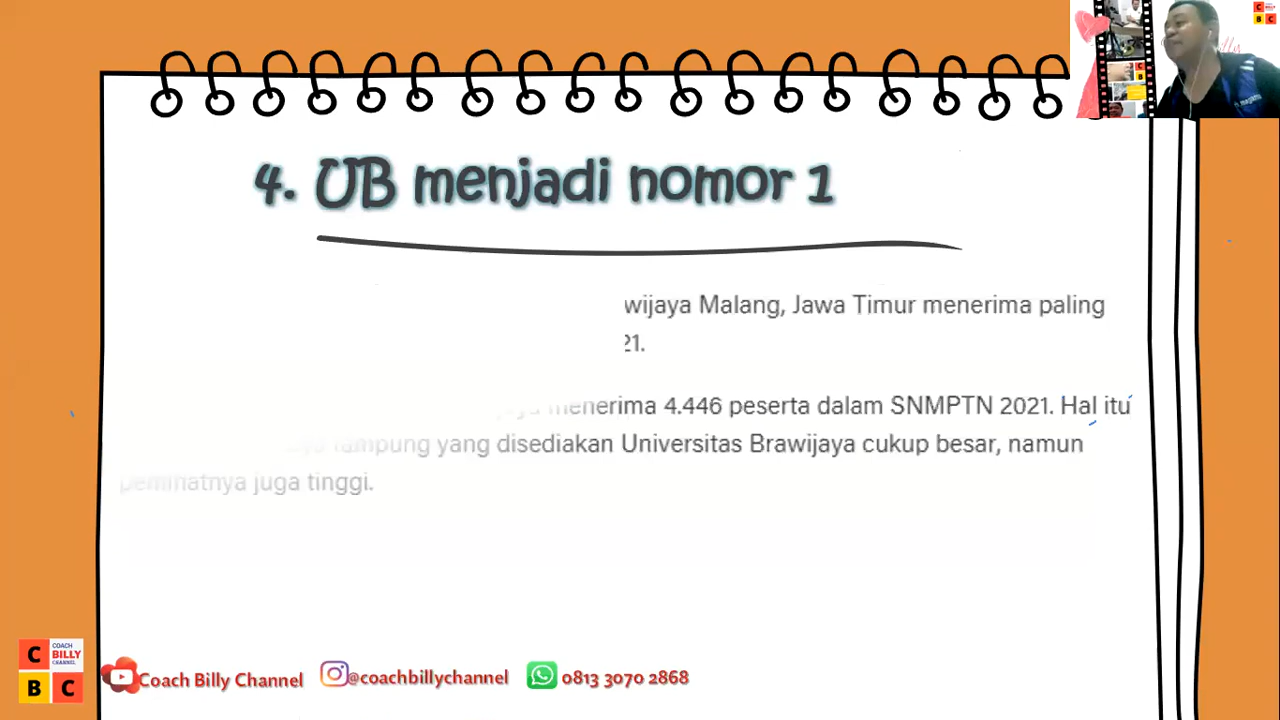 4. UB menjadi nomor 1
wijaya Malang, Jawa Timur menerima paling
21.
menerima 4.446 peserta dalam SNMPTN 2021. Hal itu
tampung yang disediakan Universitas Brawijaya cukup besar, namun
peminatnya juga tinggi.
C COACH BILLY CHANNEL
B C
Coach Billy Channel
@coachbillychannel
0813 3070 2868
C
B C